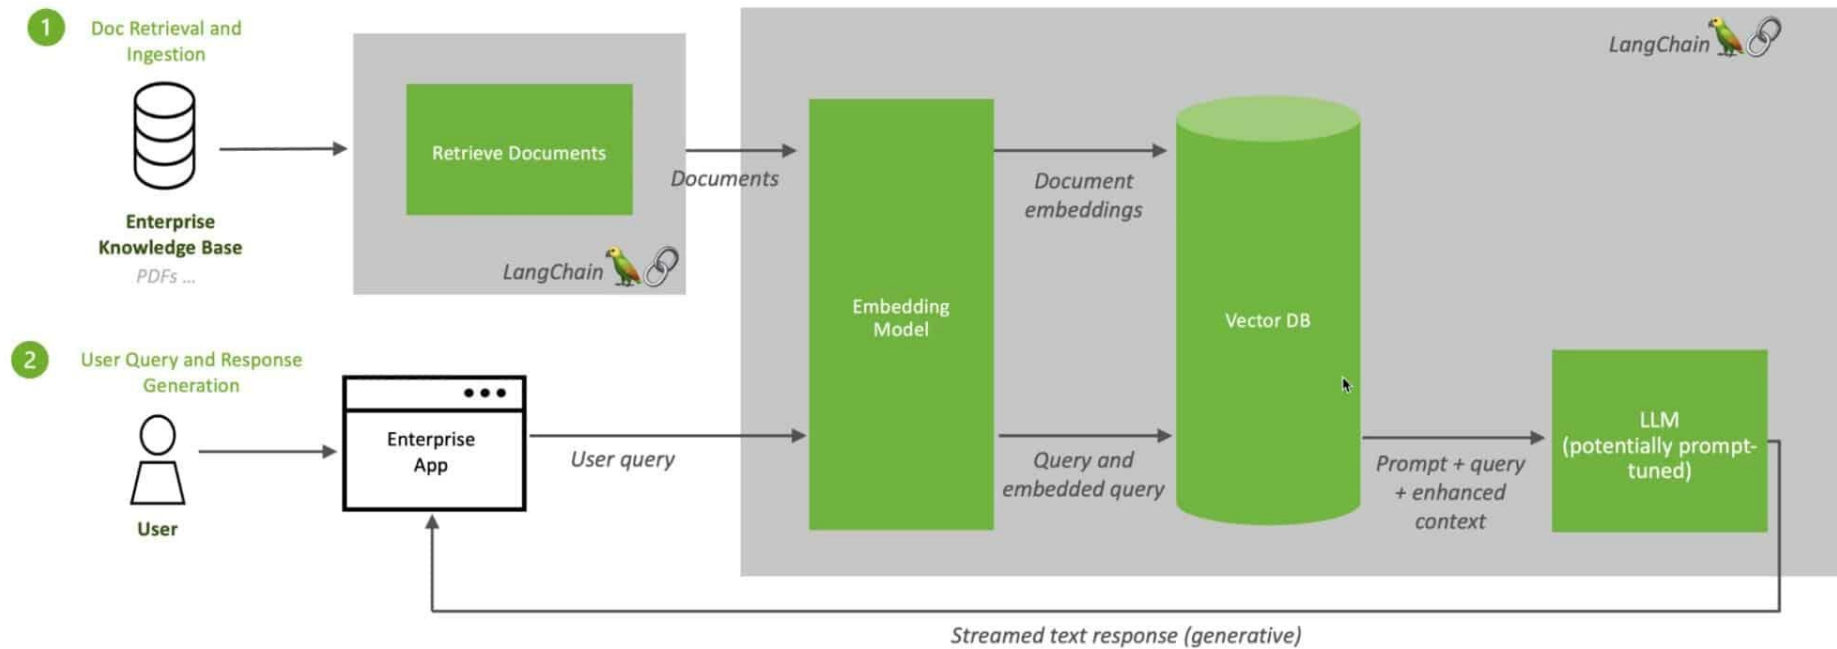 1
Doc Retrieval and
Ingestion
Enterprise
Knowledge Base
PDFs ...
Retrieve Documents
LangChain
Documents
LangChain
Embedding
Model
Document
embeddings
Vector DB
2
User Query and Response
Generation
User
Enterprise
App
User query
Query and
embedded query
Prompt + query
+ enhanced
context
LLM
(potentially prompt-
tuned)
Streamed text response (generative)